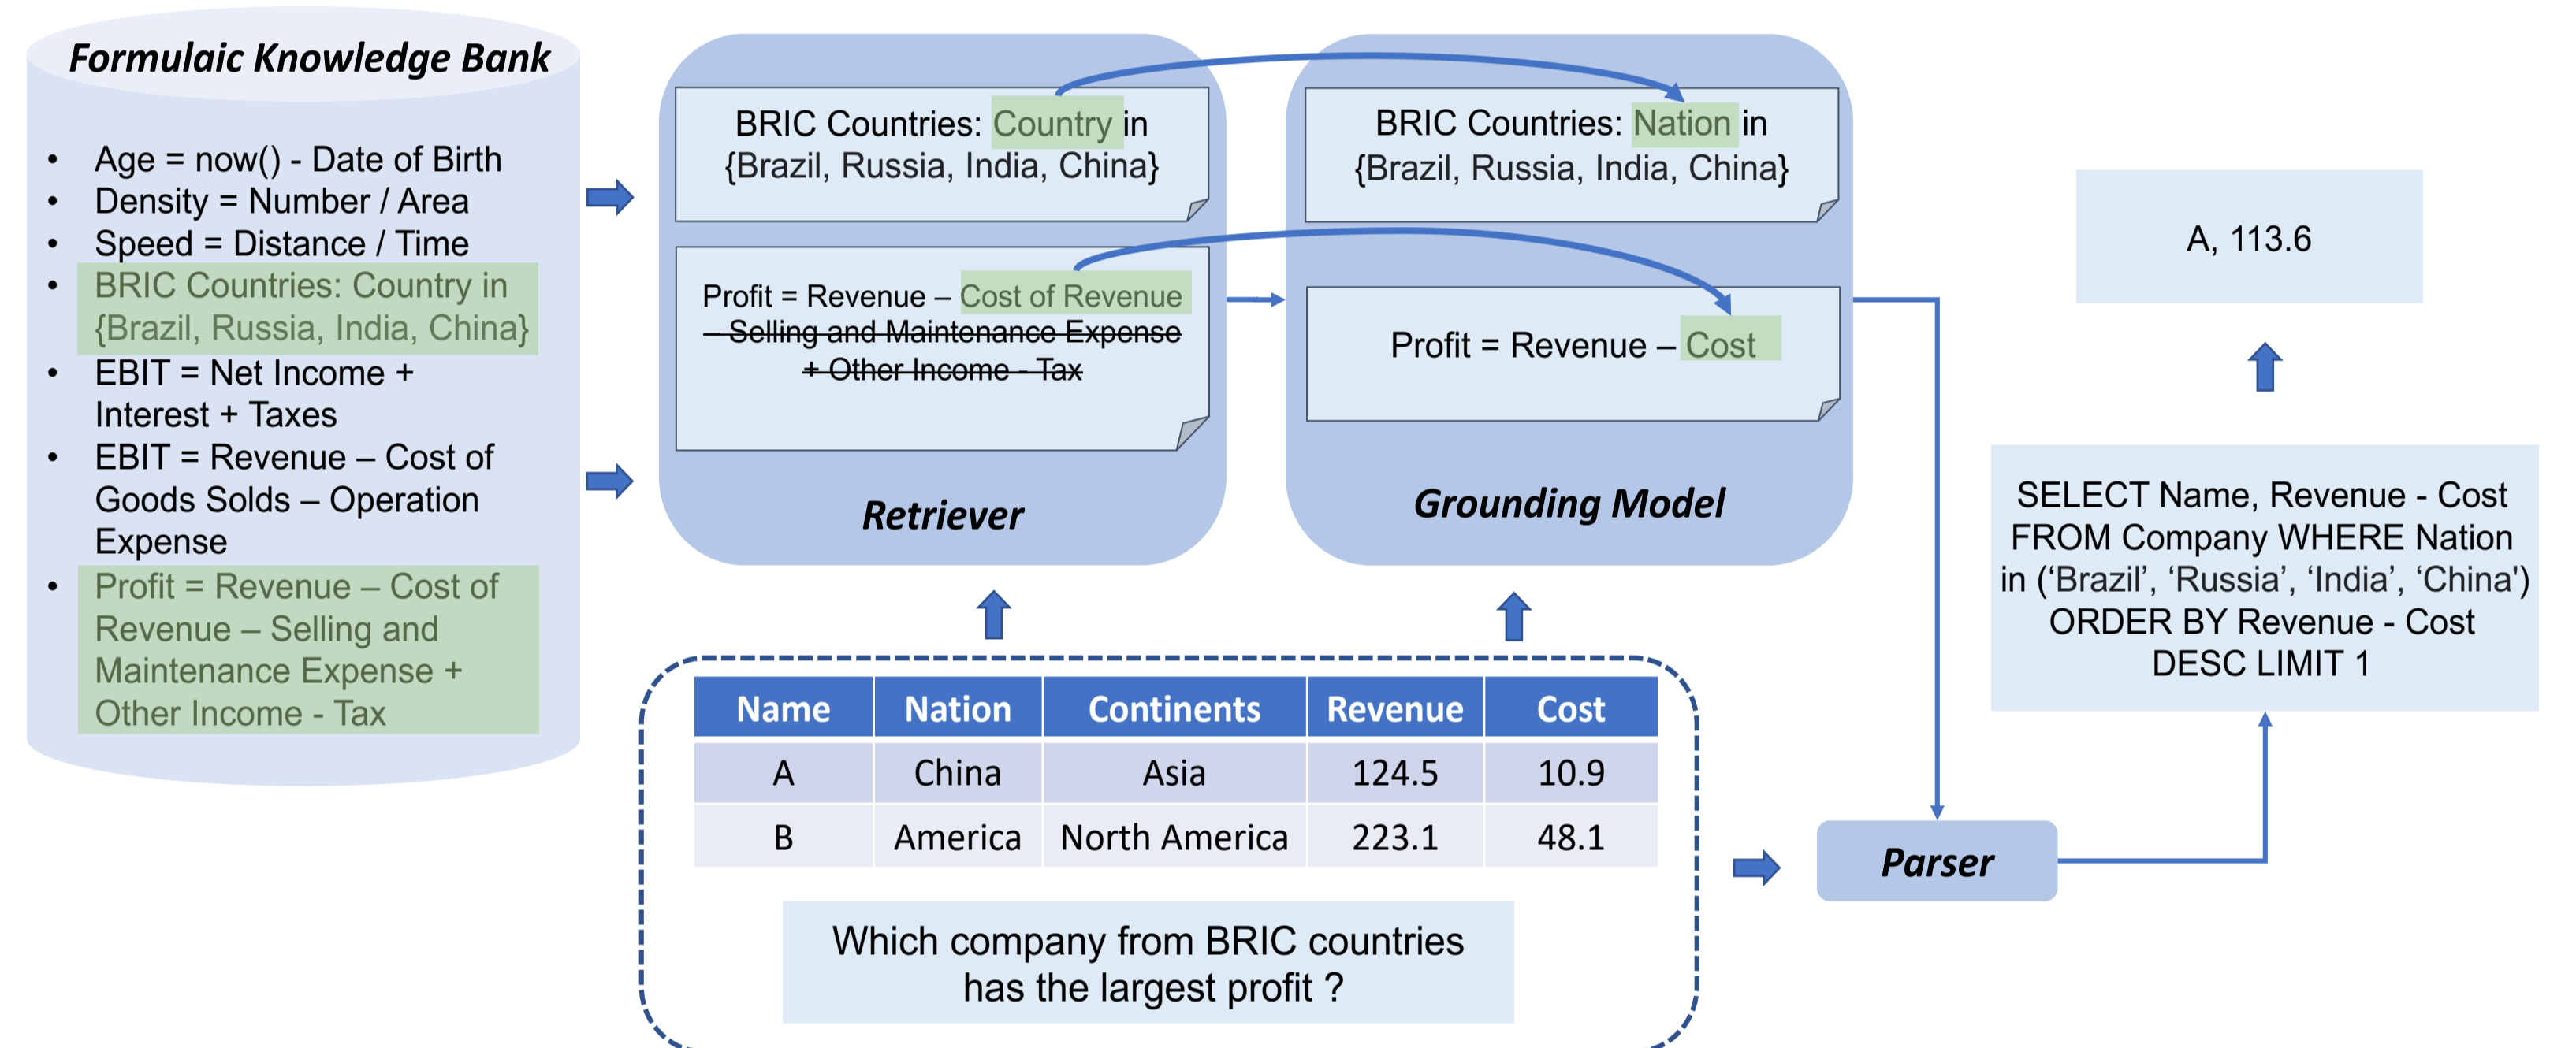 Formulaic Knowledge Bank
• Age = now() - Date of Birth
• Density = Number / Area
• Speed = Distance / Time
• BRIC Countries: Country in
{Brazil, Russia, India, China}
• EBIT = Net Income +
Interest + Taxes
• EBIT = Revenue – Cost of
Goods Solds – Operation
Expense
• Profit = Revenue – Cost of
Revenue – Selling and
Maintenance Expense +
Other Income - Tax
BRIC Countries: Country in
{Brazil, Russia, India, China}
Profit = Revenue – Cost of Revenue
– Selling and Maintenance Expense
+ Other Income - Tax
Retriever
BRIC Countries: Nation in
{Brazil, Russia, India, China}
Profit = Revenue – Cost
Grounding Model
Name Nation Continents Revenue Cost
A China Asia 124.5 10.9
B America North America 223.1 48.1
Which company from BRIC countries
has the largest profit ?
Parser
SELECT Name, Revenue - Cost
FROM Company WHERE Nation
in (‘Brazil’, ‘Russia’, ‘India’, ‘China')
ORDER BY Revenue - Cost
DESC LIMIT 1
A, 113.6